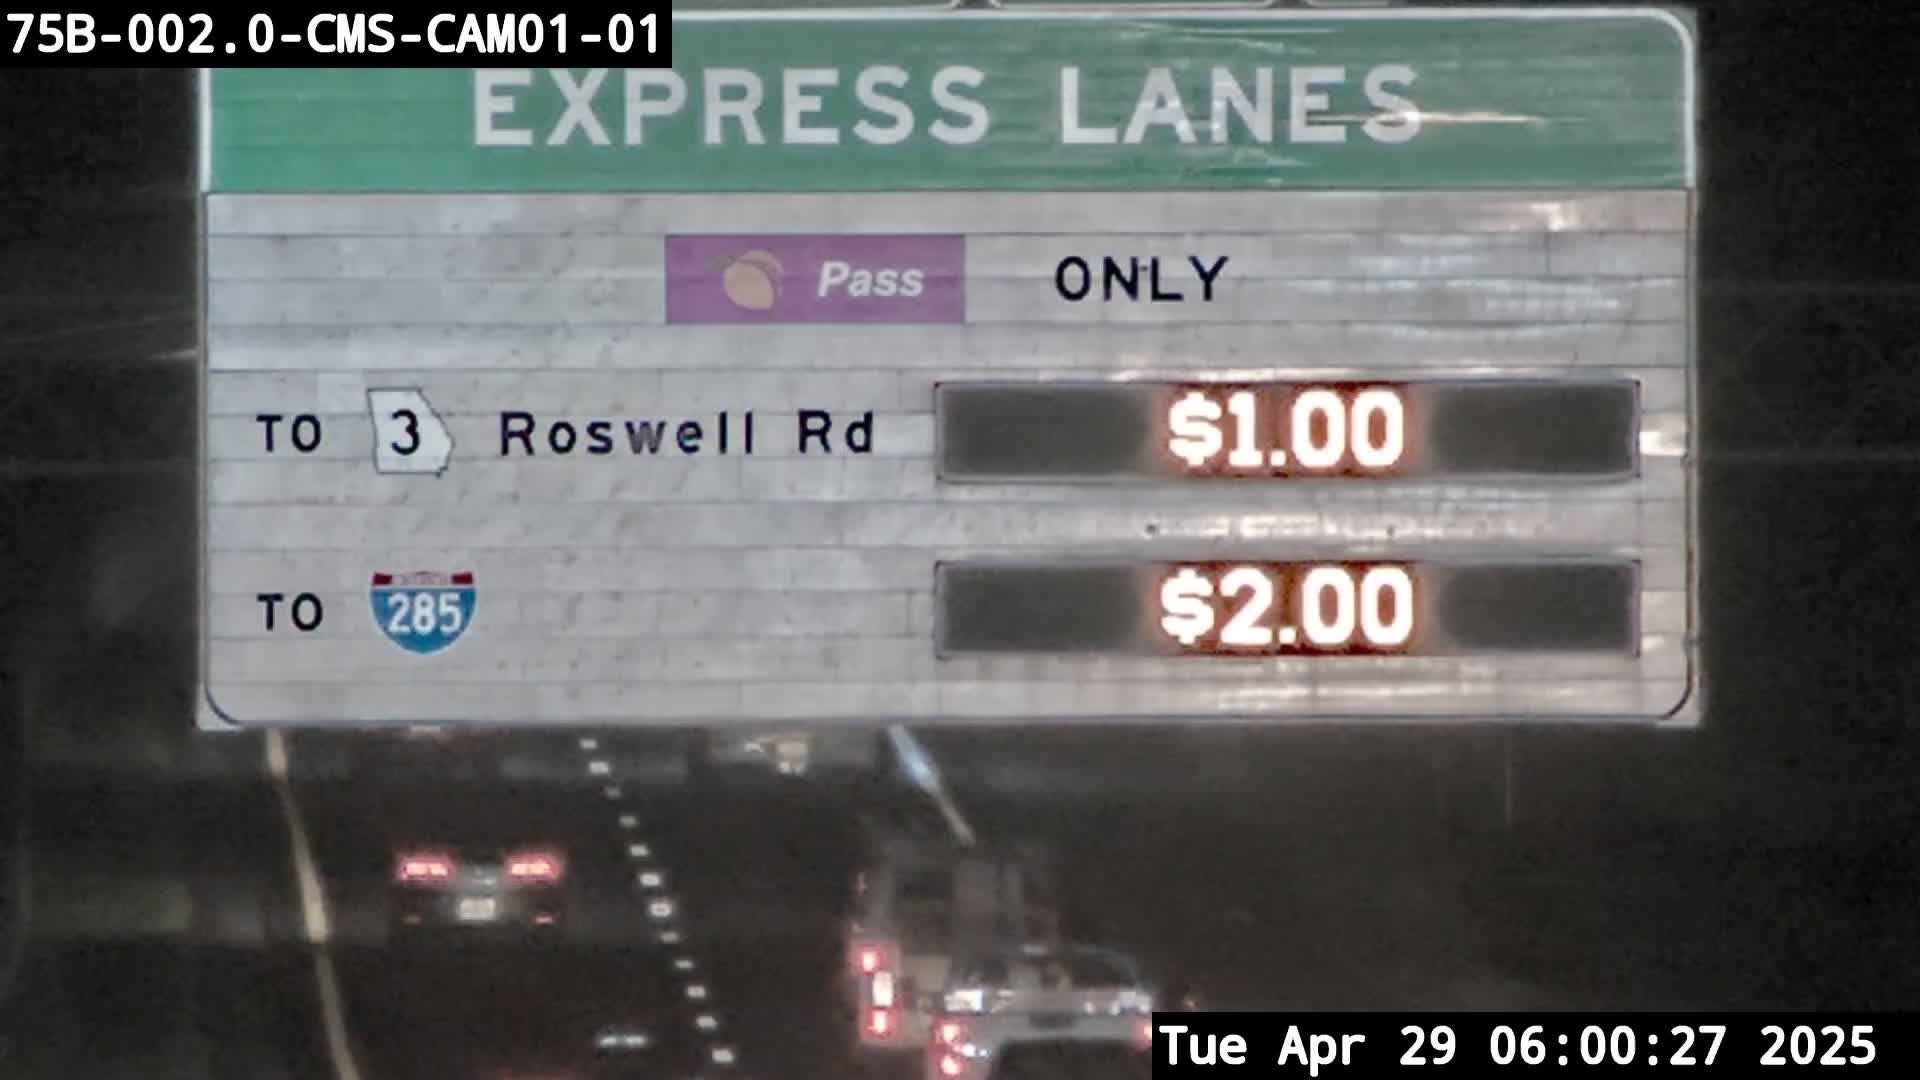 75B-002.0-CMS-CAM01-01
EXPRESS LANES
Pass ONLY
TO 3 Roswell Rd $1.00
TO 285 $2.00
Tue Apr 29 06:00:27 2025